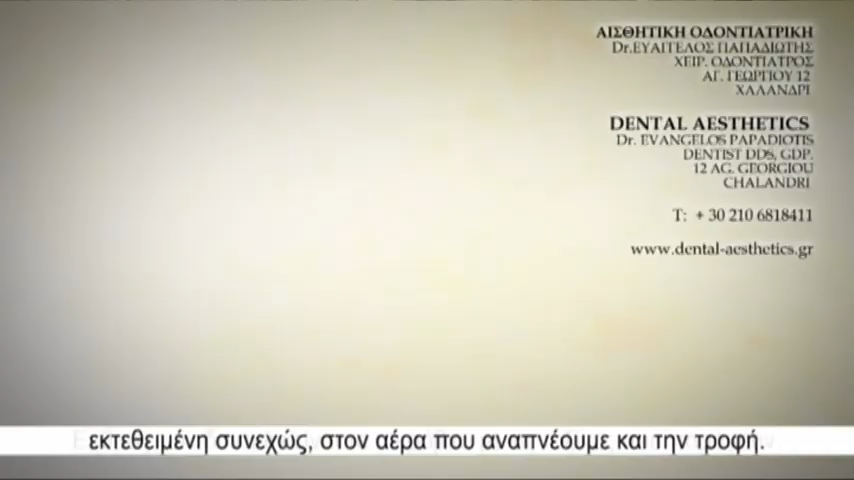 ΑΙΣΘΗΤΙΚΗ ΟΔΟΝΤΙΑΤΡΙΚΗ
Dr.ΕΥΑΓΓΕΛΟΣ ΠΑΠΑΔΙΩΤΗΣ
ΧΕΙΡ. ΟΔΟΝΤΙΑΤΡΟΣ
ΑΓ. ΓΕΩΡΓΙΟΥ 12
ΧΑΛΑΝΔΡΙ
DENTAL AESTHETICS
Dr. EVANGELOS PAPADIOTIS
DENTIST DDS, GDP.
12 AG. GEORGIOU
CHALANDRI
T: + 30 210 6818411
www.dental-aesthetics.gr
εκτεθειμένη συνεχώς, στον αέρα που αναπνέουμε και την τροφή.